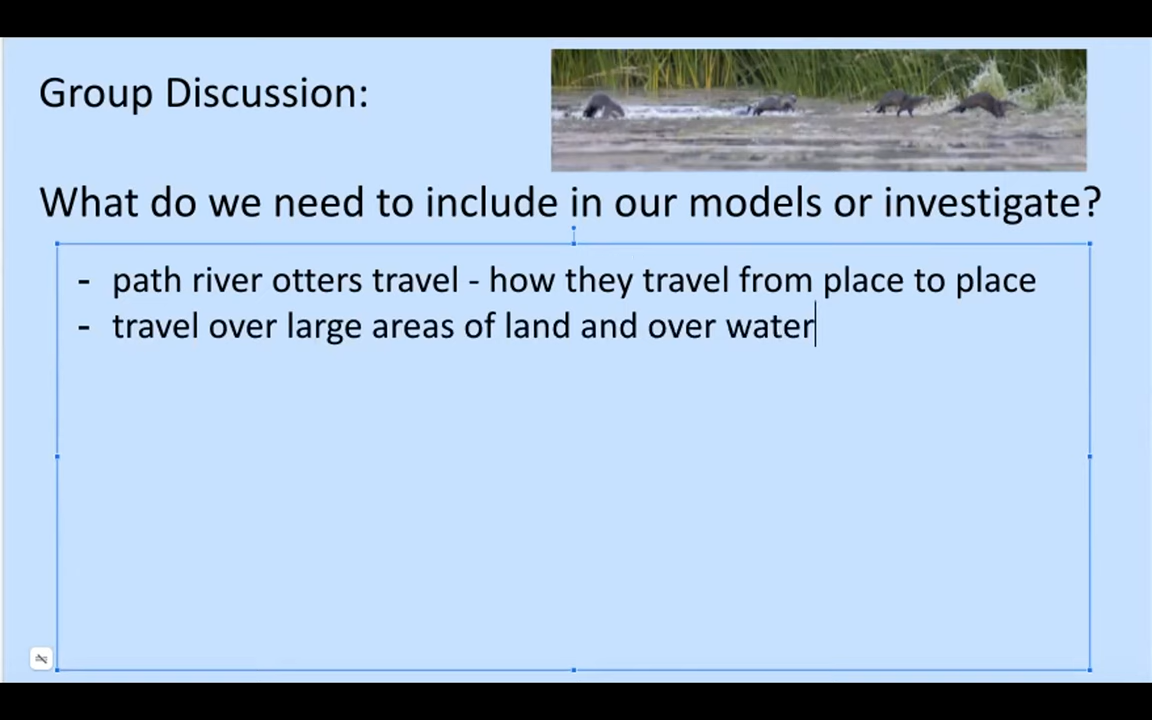 Group Discussion:
What do we need to include in our models or investigate?
- path river otters travel - how they travel from place to place
- travel over large areas of land and over water